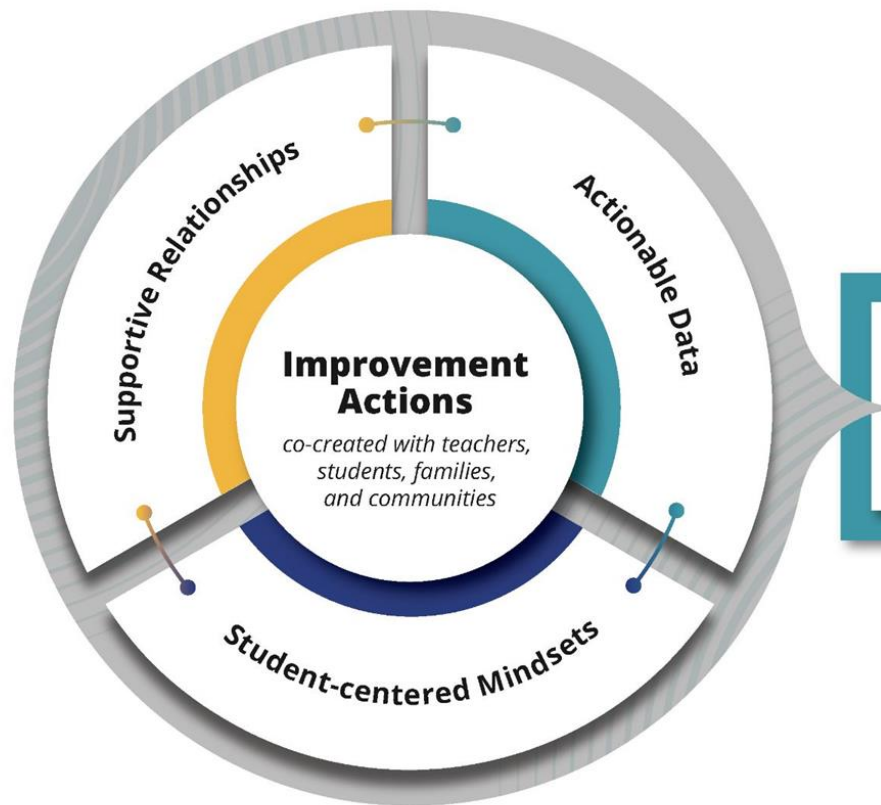 Supportive Relationships
Actionable Data
Improvement
Actions
co-created with teachers,
students, families,
and communities
Student-centered Mindsets